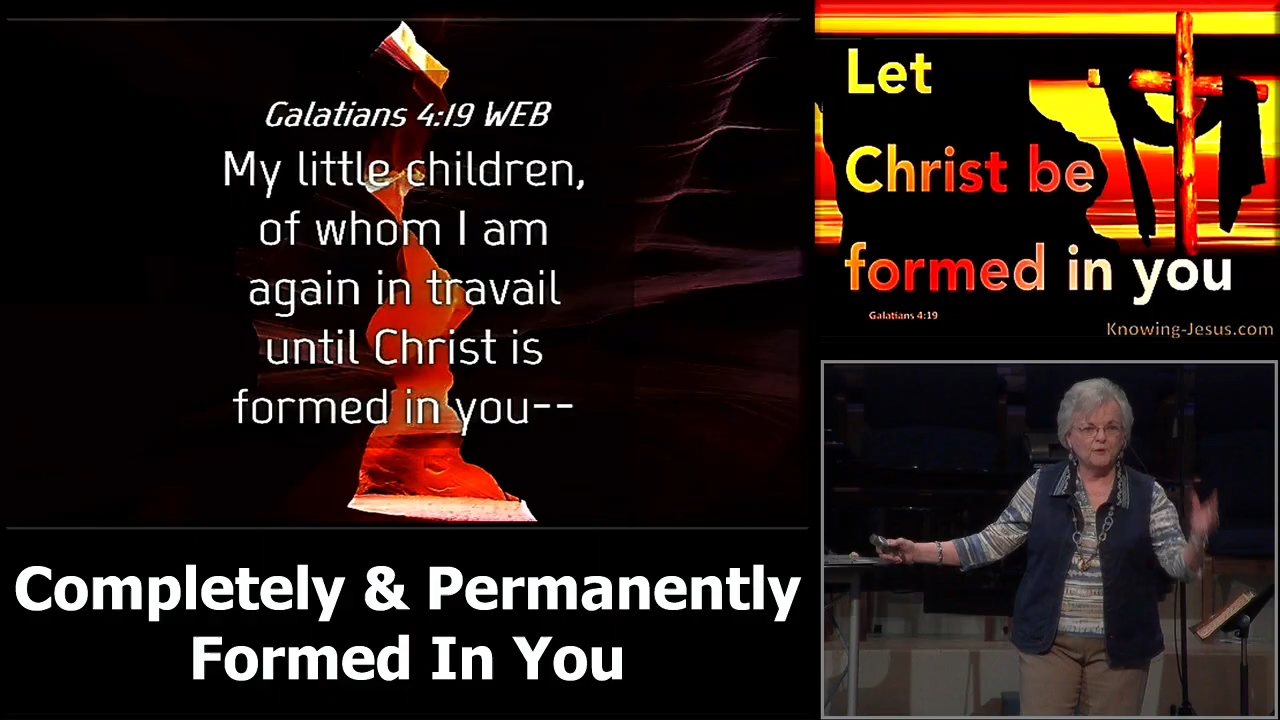 Galatians 4:19 WEB
My little children,
of whom I am
again in travail
until Christ is
formed in you--
Completely & Permanently
Formed In You
Let
Christ be
formed in you
Galatians 4:19
Knowing-Jesus.com